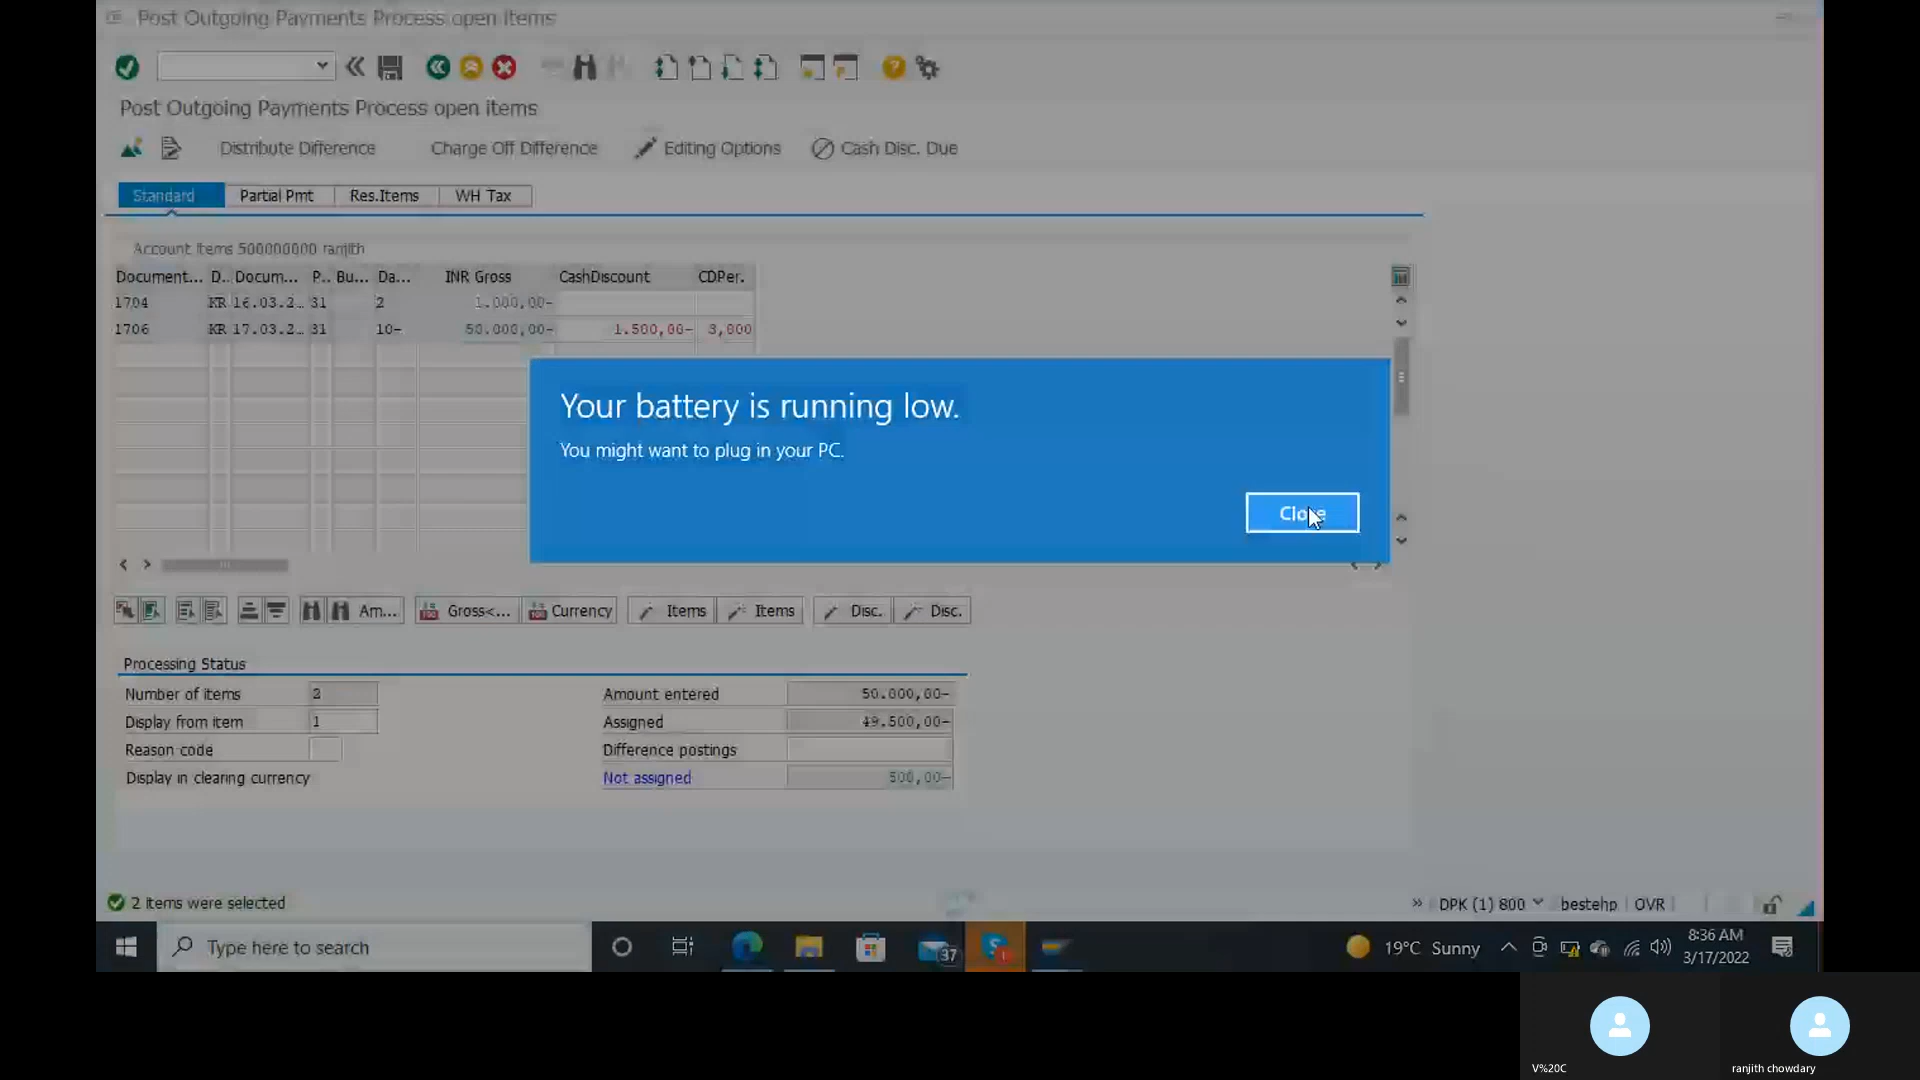 Post Outgoing Payments Process open items
Post Outgoing Payments Process open items
Distribute Difference Charge Off Difference Editing Options Cash Disc. Due
Standard Partial Pmt Res.Items WH Tax
Account items 500000000 ranjith
Document... D.. Docum... P.. Bu... Da... INR Gross CashDiscount CDPer.
1704 KR 16.03.2... 31 2 1.000,00-
1706 KR 17.03.2... 31 10- 50.000,00- 1.500,00- 3,000
Your battery is running low.
You might want to plug in your PC.
Am... Gross<... Currency Items Items Disc. Disc.
Processing Status
Number of items 2 Amount entered 50.000,00-
Display from item 1 Assigned 49.500,00-
Reason code Difference postings
Display in clearing currency Not assigned 500,00-
2 items were selected
DPK (1) 800 bestehp OVR
Type here to search 37 19°C Sunny 8:36 AM
3/17/2022
V%20C ranjith chowdary